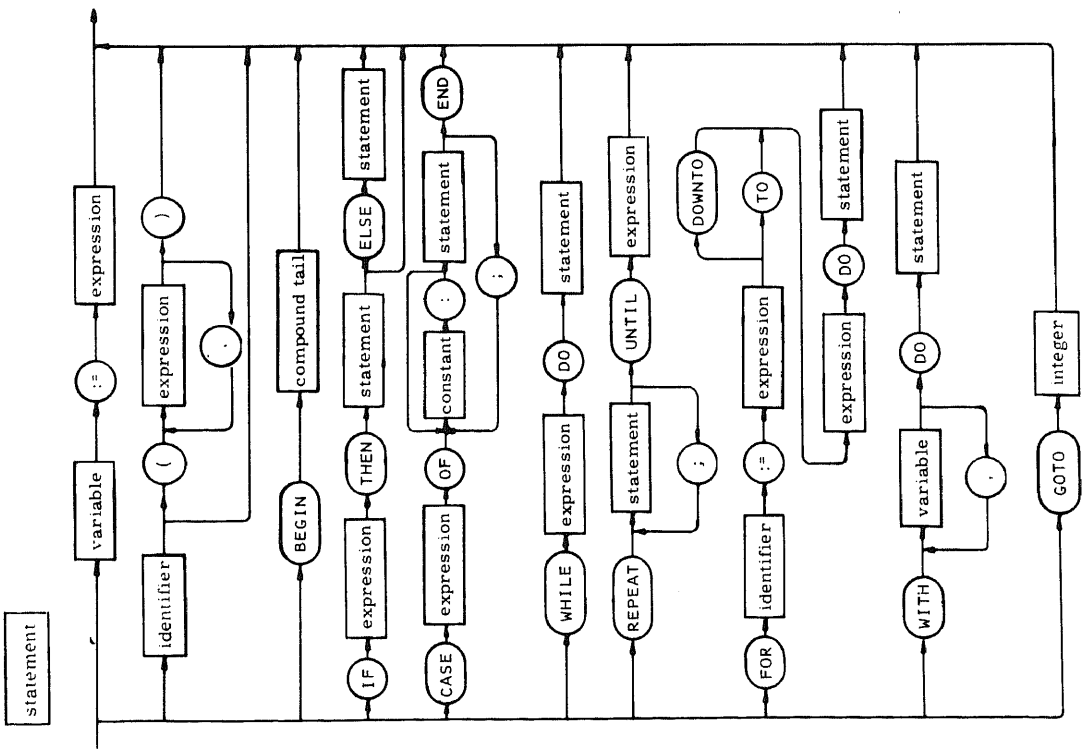 statement
variable := expression
identifier ( expression )
,
BEGIN compound tail
IF expression THEN statement ELSE statement
CASE expression OF constant : statement END
;
WHILE expression DO statement
REPEAT statement UNTIL expression
;
FOR identifier := expression DOWNTO
TO
expression DO statement
WITH variable DO statement
,
GOTO integer